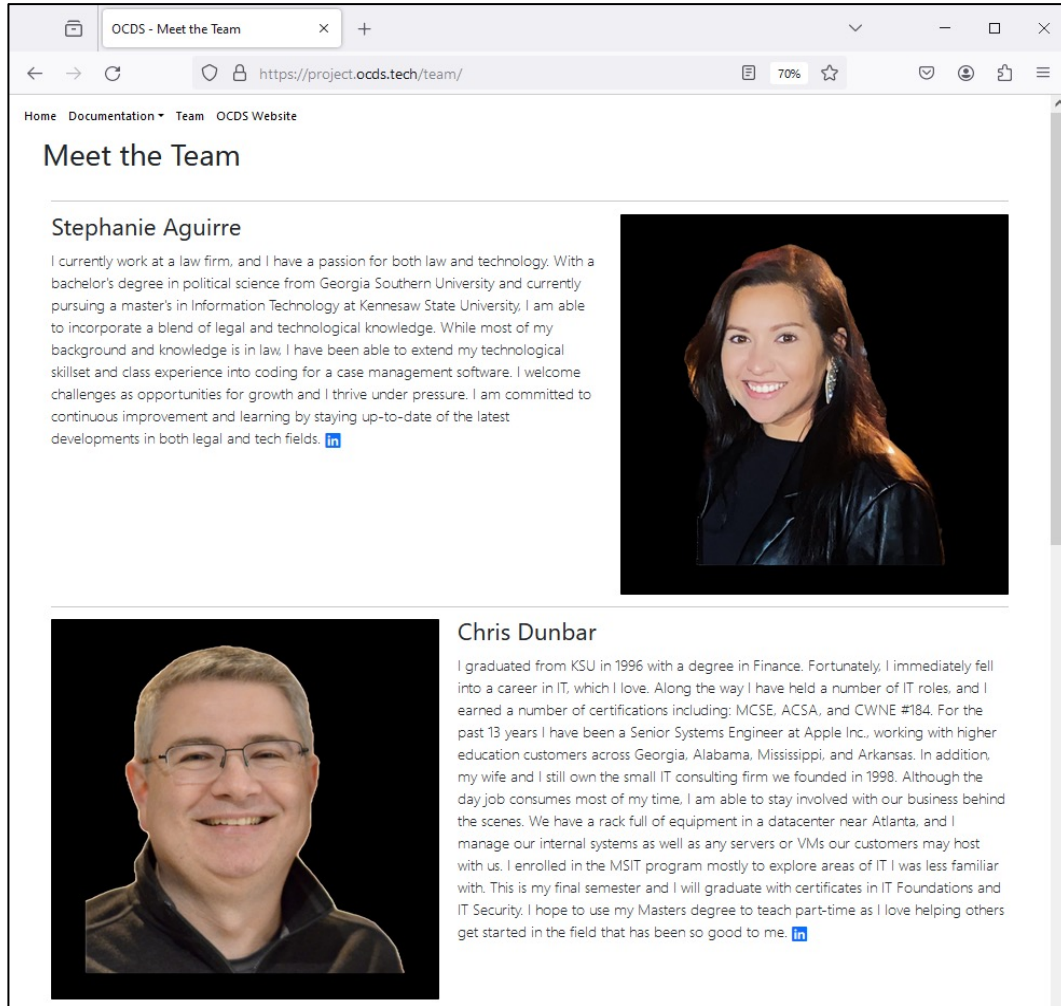 OCDS - Meet the Team
https://project.ocds.tech/team/
70%
Home Documentation Team OCDS Website
Meet the Team
Stephanie Aguirre
I currently work at a law firm, and I have a passion for both law and technology. With a
bachelor's degree in political science from Georgia Southern University and currently
pursuing a master's in Information Technology at Kennesaw State University, I am able
to incorporate a blend of legal and technological knowledge. While most of my
background and knowledge is in law, I have been able to extend my technological
skillset and class experience into coding for a case management software. I welcome
challenges as opportunities for growth and I thrive under pressure. I am committed to
continuous improvement and learning by staying up-to-date of the latest
developments in both legal and tech fields. in
Chris Dunbar
I graduated from KSU in 1996 with a degree in Finance. Fortunately, I immediately fell
into a career in IT, which I love. Along the way I have held a number of IT roles, and I
earned a number of certifications including: MCSE, ACSA, and CWNE #184. For the
past 13 years I have been a Senior Systems Engineer at Apple Inc., working with higher
education customers across Georgia, Alabama, Mississippi, and Arkansas. In addition,
my wife and I still own the small IT consulting firm we founded in 1998. Although the
day job consumes most of my time, I am able to stay involved with our business behind
the scenes. We have a rack full of equipment in a datacenter near Atlanta, and I
manage our internal systems as well as any servers or VMs our customers may host
with us. I enrolled in the MSIT program mostly to explore areas of IT I was less familiar
with. This is my final semester and I will graduate with certificates in IT Foundations and
IT Security. I hope to use my Masters degree to teach part-time as I love helping others
get started in the field that has been so good to me. in